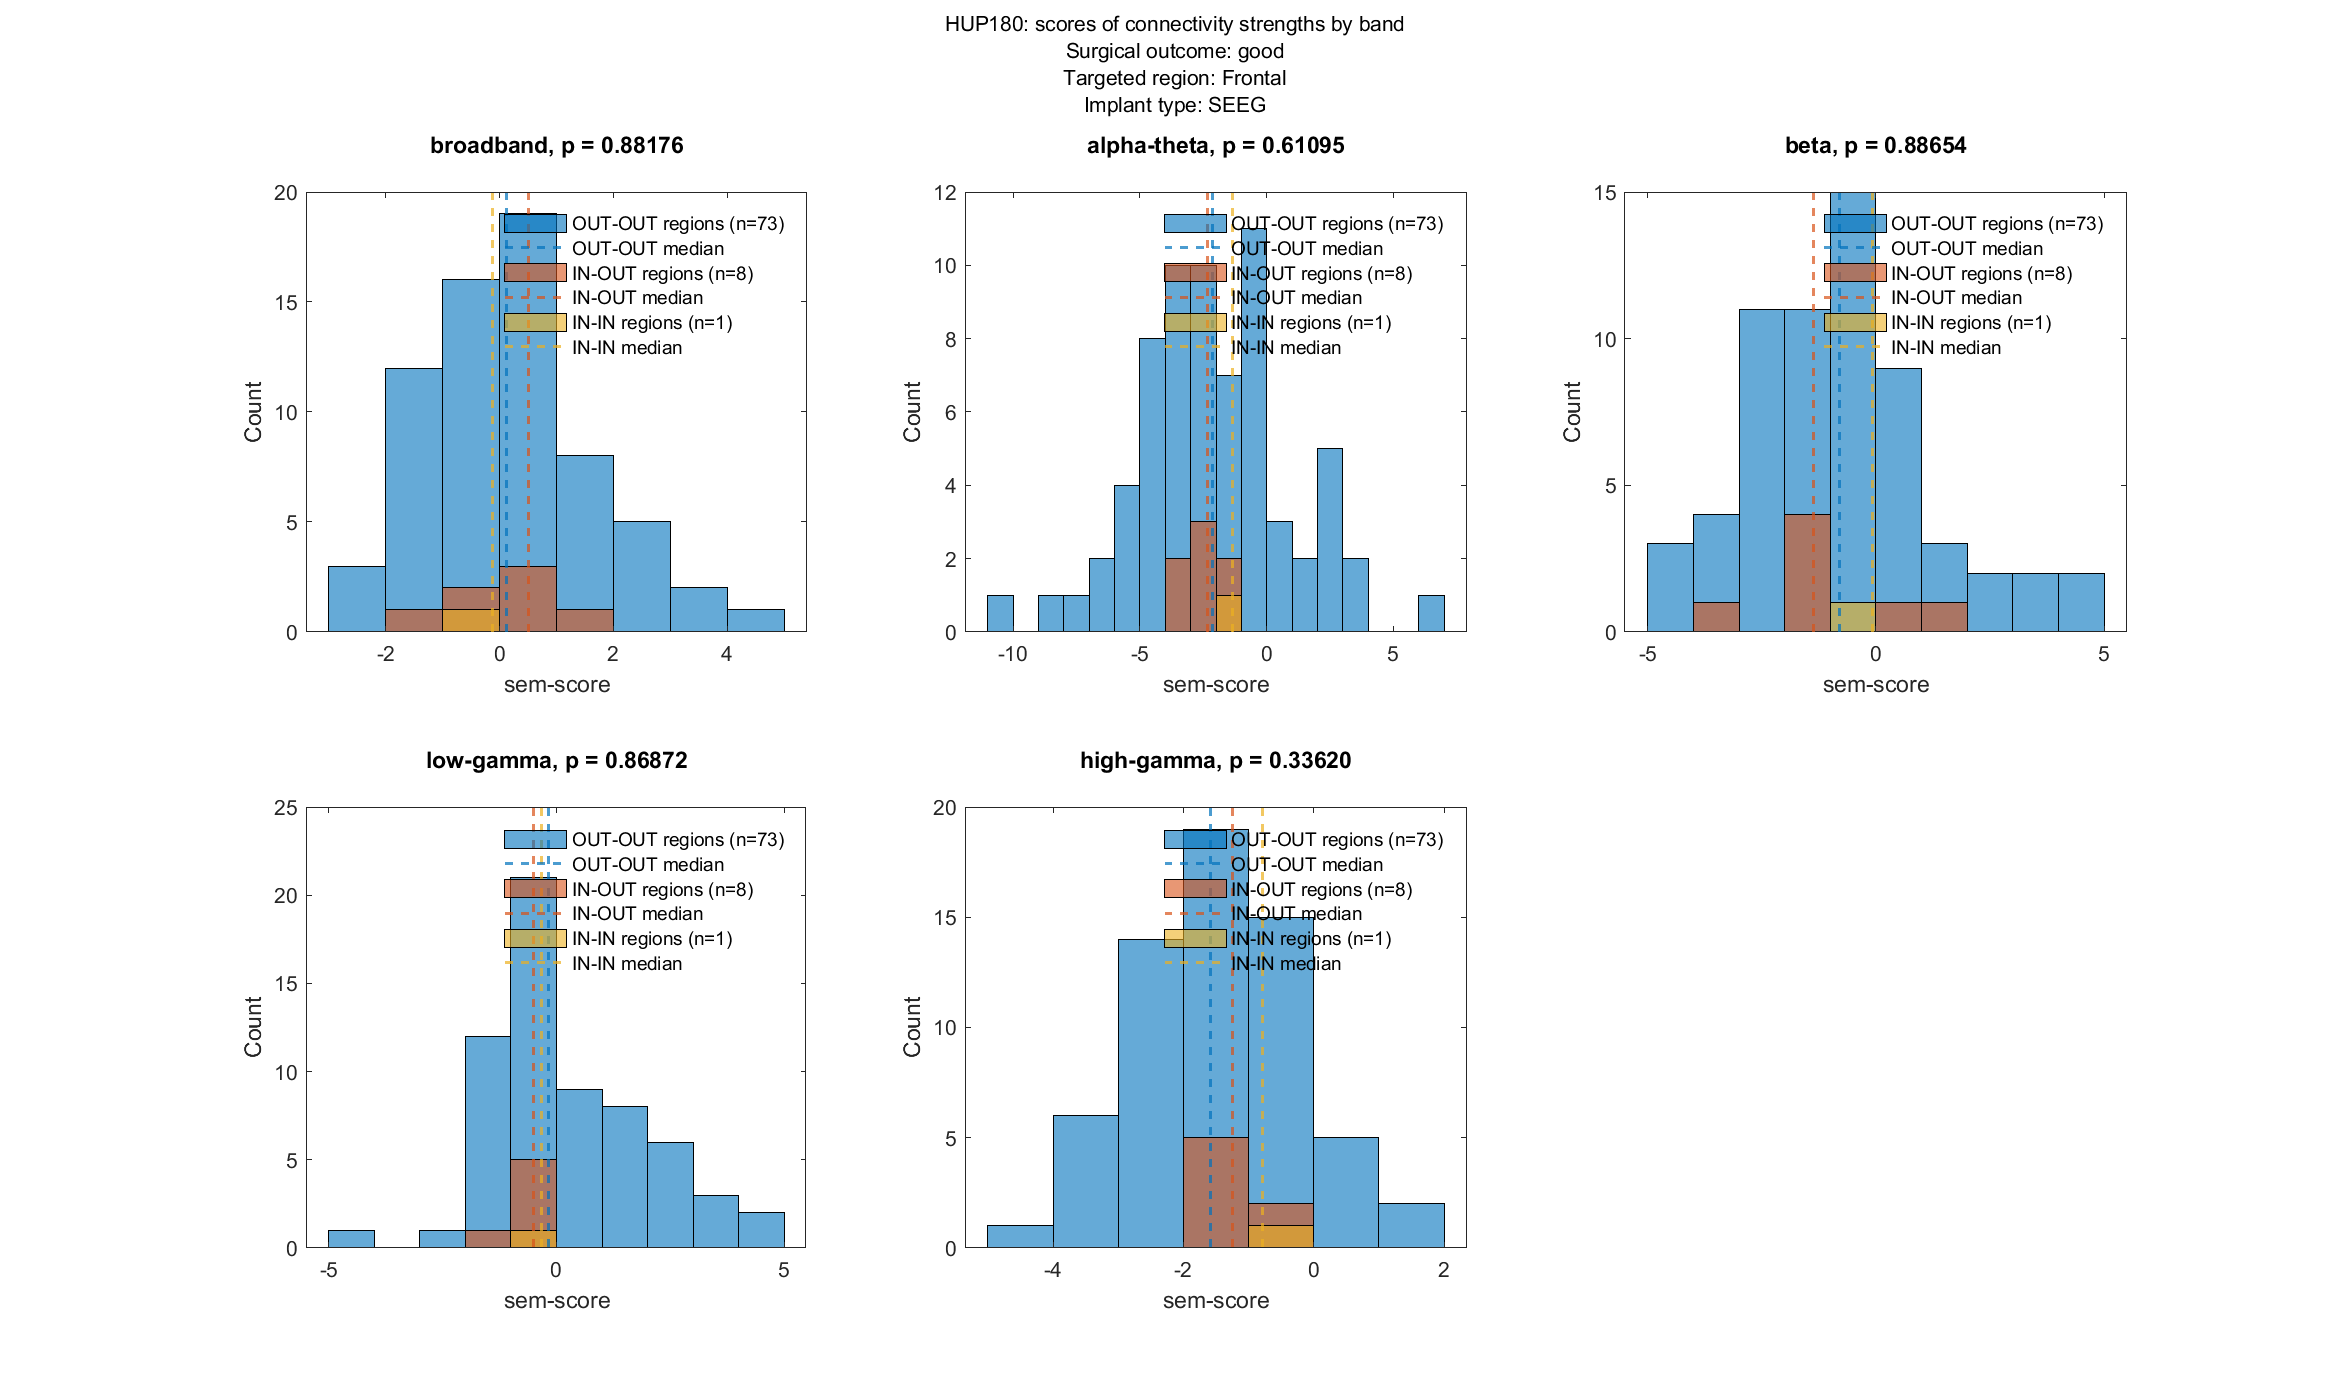 HUP180: scores of connectivity strengths by band
Surgical outcome: good
Targeted region: Frontal
Implant type: SEEG
broadband, p = 0.88176
20
15
10
5
0
Count
-2 0 2 4
sem-score
OUT-OUT regions (n=73)
OUT-OUT median
IN-OUT regions (n=8)
IN-OUT median
IN-IN regions (n=1)
IN-IN median
alpha-theta, p = 0.61095
12
10
8
6
4
2
0
Count
-10 -5 0 5
sem-score
OUT-OUT regions (n=73)
OUT-OUT median
IN-OUT regions (n=8)
IN-OUT median
IN-IN regions (n=1)
IN-IN median
beta, p = 0.88654
15
10
5
0
Count
-5 0 5
sem-score
OUT-OUT regions (n=73)
OUT-OUT median
IN-OUT regions (n=8)
IN-OUT median
IN-IN regions (n=1)
IN-IN median
low-gamma, p = 0.86872
25
20
15
10
5
0
Count
-5 0 5
sem-score
OUT-OUT regions (n=73)
OUT-OUT median
IN-OUT regions (n=8)
IN-OUT median
IN-IN regions (n=1)
IN-IN median
high-gamma, p = 0.33620
20
15
10
5
0
Count
-4 -2 0 2
sem-score
OUT-OUT regions (n=73)
OUT-OUT median
IN-OUT regions (n=8)
IN-OUT median
IN-IN regions (n=1)
IN-IN median